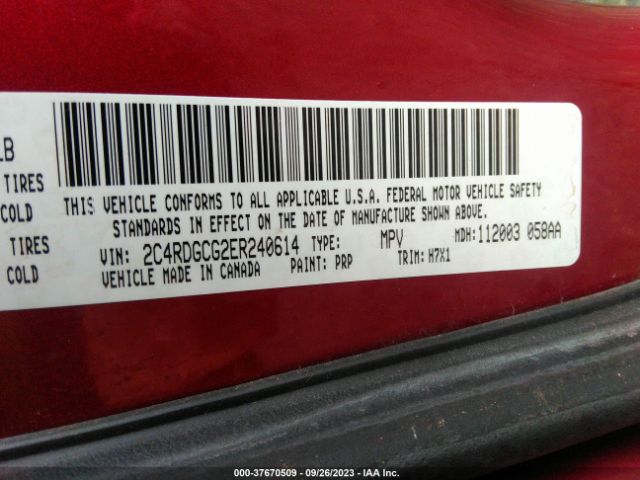 LB
TIRES
COLD
TIRES
COLD
THIS VEHICLE CONFORMS TO ALL APPLICABLE U.S.A. FEDERAL MOTOR VEHICLE SAFETY
STANDARDS IN EFFECT ON THE DATE OF MANUFACTURE SHOWN ABOVE.
VIN: 2C4RDGCG2ER240614 TYPE: MPV MDH: 112003 058AA
VEHICLE MADE IN CANADA PAINT: PRP TRIM: H7X1
000-37670509 - 09/26/2023 - IAA Inc.